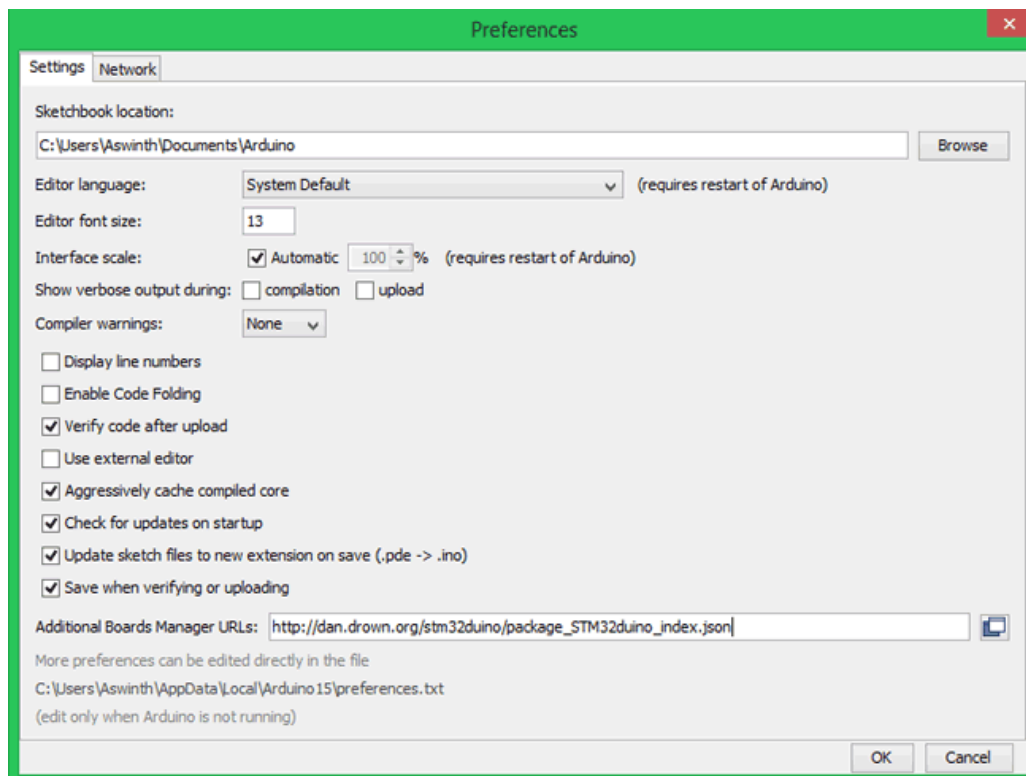 Preferences
Settings Network
Sketchbook location:
C:\Users\Aswinth\Documents\Arduino Browse
Editor language: System Default (requires restart of Arduino)
Editor font size: 13
Interface scale: Automatic 100 % (requires restart of Arduino)
Show verbose output during: compilation upload
Compiler warnings: None
Display line numbers
Enable Code Folding
Verify code after upload
Use external editor
Aggressively cache compiled core
Check for updates on startup
Update sketch files to new extension on save (.pde -> .ino)
Save when verifying or uploading
Additional Boards Manager URLs: http://dan.drown.org/stm32duino/package_STM32duino_index.json
More preferences can be edited directly in the file
C:\Users\Aswinth\AppData\Local\Arduino15\preferences.txt
(edit only when Arduino is not running)
OK Cancel